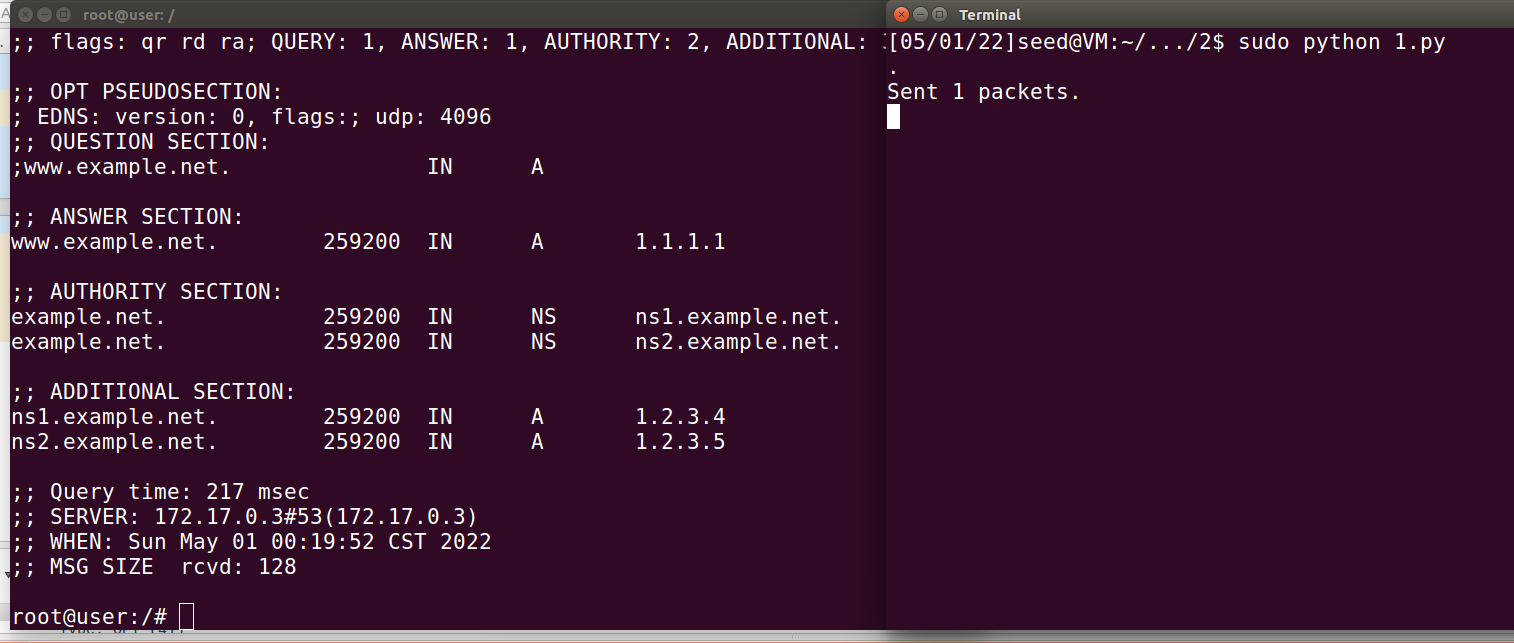 root@user: /
;; flags: qr rd ra; QUERY: 1, ANSWER: 1, AUTHORITY: 2, ADDITIONAL:
;; OPT PSEUDOSECTION:
; EDNS: version: 0, flags:; udp: 4096
;; QUESTION SECTION:
;www.example.net. IN A
;; ANSWER SECTION:
www.example.net. 259200 IN A 1.1.1.1
;; AUTHORITY SECTION:
example.net. 259200 IN NS ns1.example.net.
example.net. 259200 IN NS ns2.example.net.
;; ADDITIONAL SECTION:
ns1.example.net. 259200 IN A 1.2.3.4
ns2.example.net. 259200 IN A 1.2.3.5
;; Query time: 217 msec
;; SERVER: 172.17.0.3#53(172.17.0.3)
;; WHEN: Sun May 01 00:19:52 CST 2022
;; MSG SIZE rcvd: 128
root@user:/#
Terminal
[05/01/22]seed@VM:~/.../2$ sudo python 1.py
.
Sent 1 packets.